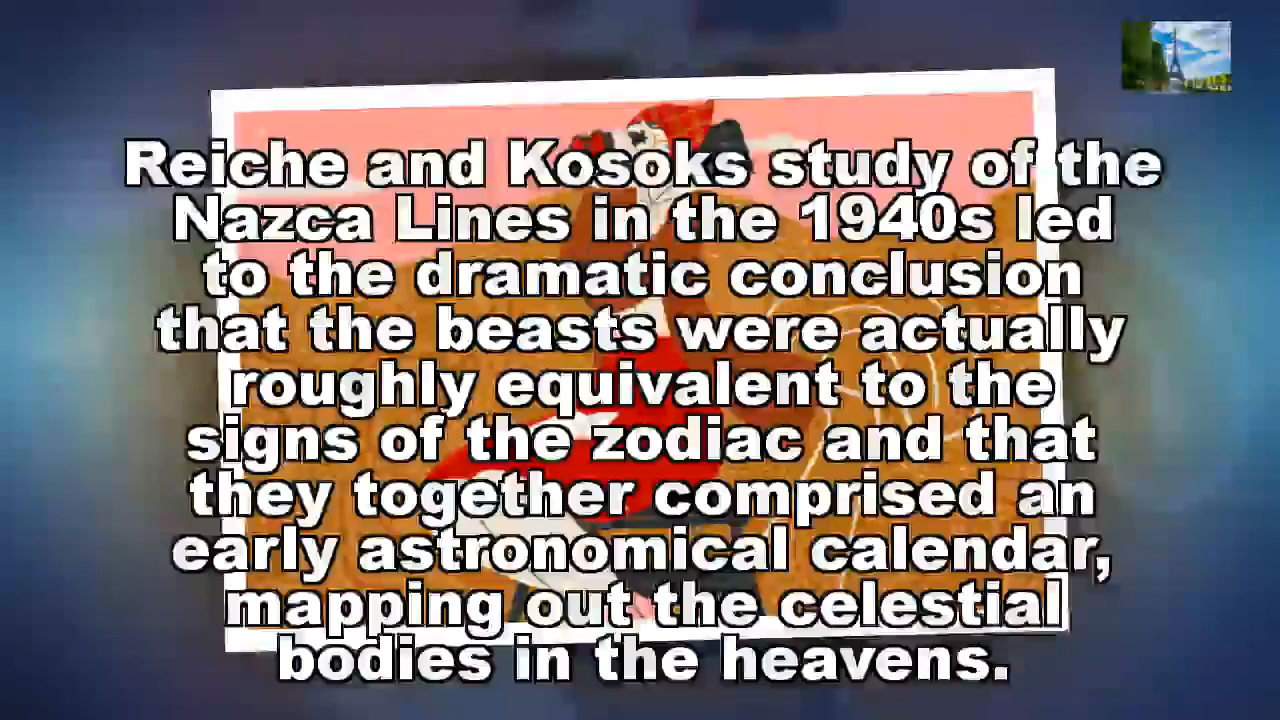 Reiche and Kosoks study of the
Nazca Lines in the 1940s led
to the dramatic conclusion
that the beasts were actually
roughly equivalent to the
signs of the zodiac and that
they together comprised an
early astronomical calendar,
mapping out the celestial
bodies in the heavens.